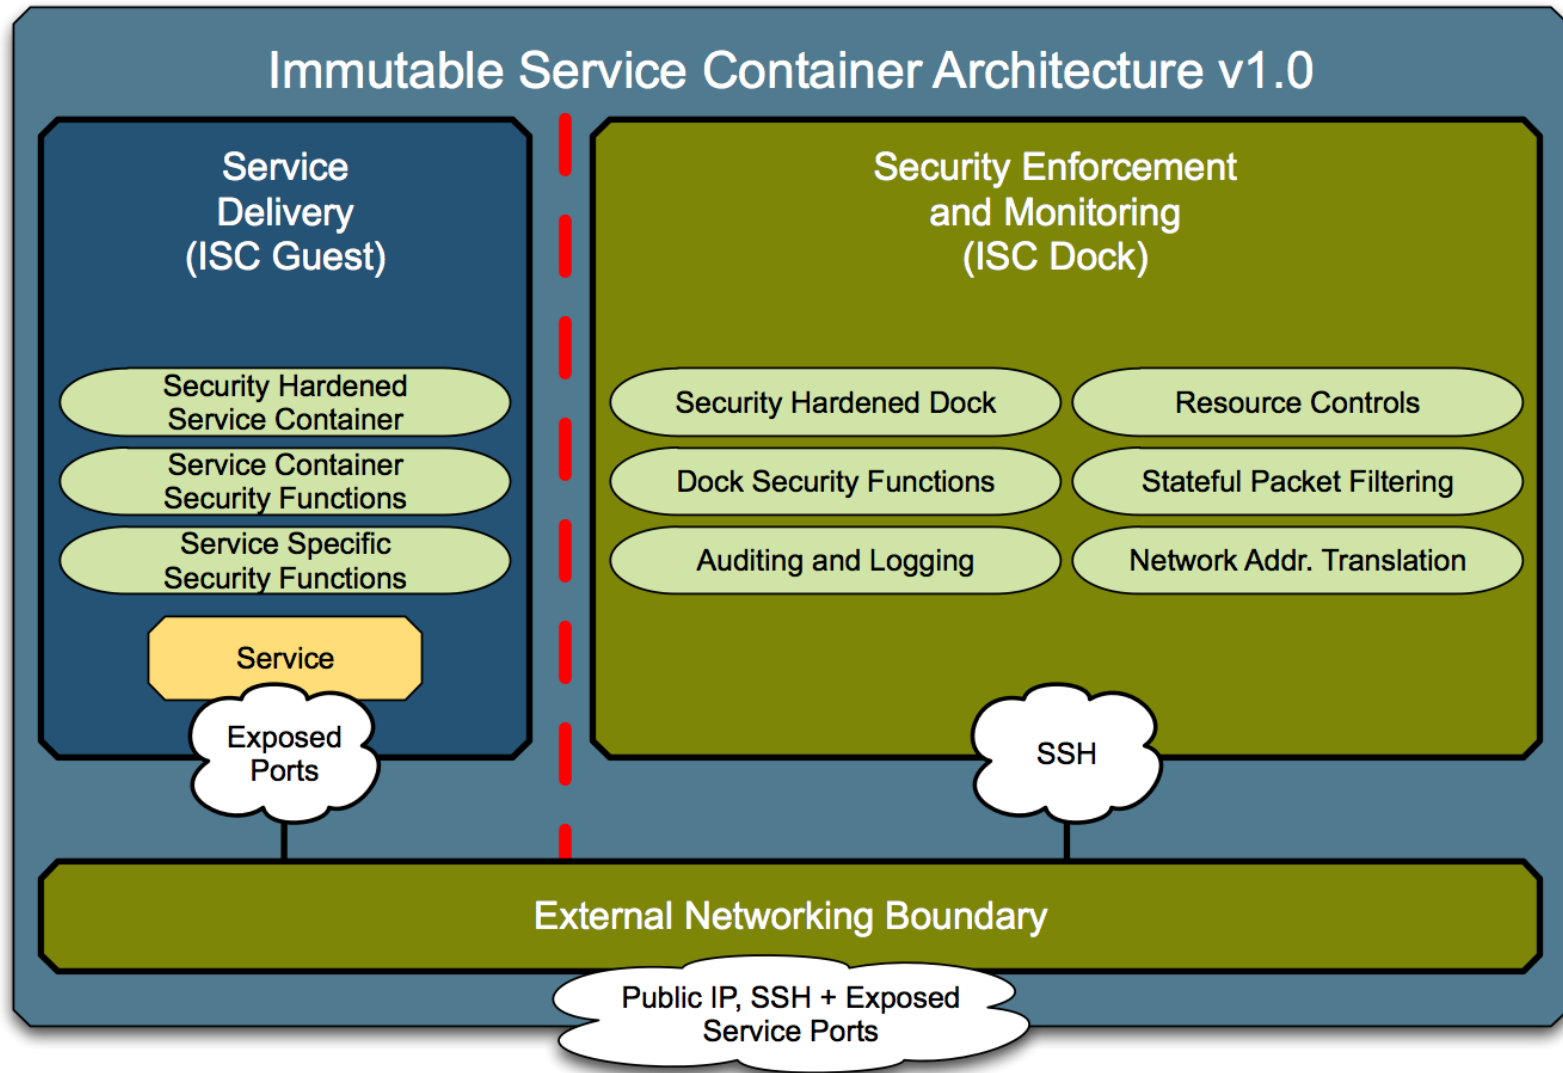 Immutable Service Container Architecture v1.0
Service
Delivery
(ISC Guest)
Security Hardened
Service Container
Service Container
Security Functions
Service Specific
Security Functions
Service
Exposed
Ports
Security Enforcement
and Monitoring
(ISC Dock)
Security Hardened Dock
Resource Controls
Dock Security Functions
Stateful Packet Filtering
Auditing and Logging
Network Addr. Translation
SSH
External Networking Boundary
Public IP, SSH + Exposed
Service Ports